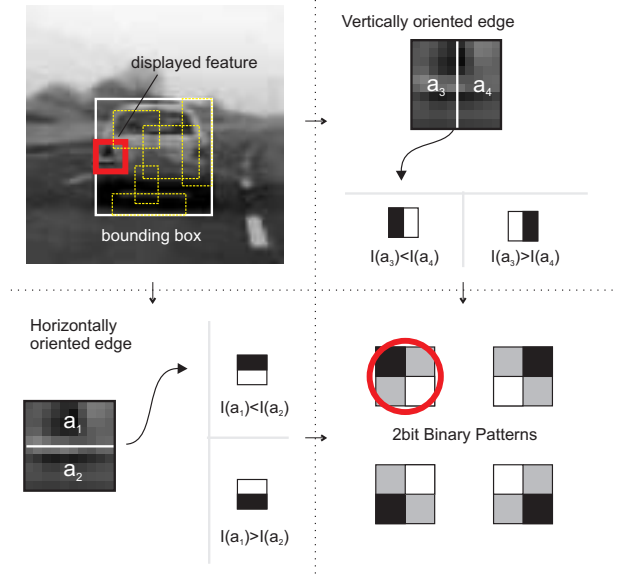 displayed feature
bounding box
Vertically oriented edge
a₃ a₄
I(a₃)<I(a₄) I(a₃)>I(a₄)
Horizontally
oriented edge
a₁
a₂
I(a₁)<I(a₂)
I(a₁)>I(a₂)
2bit Binary Patterns